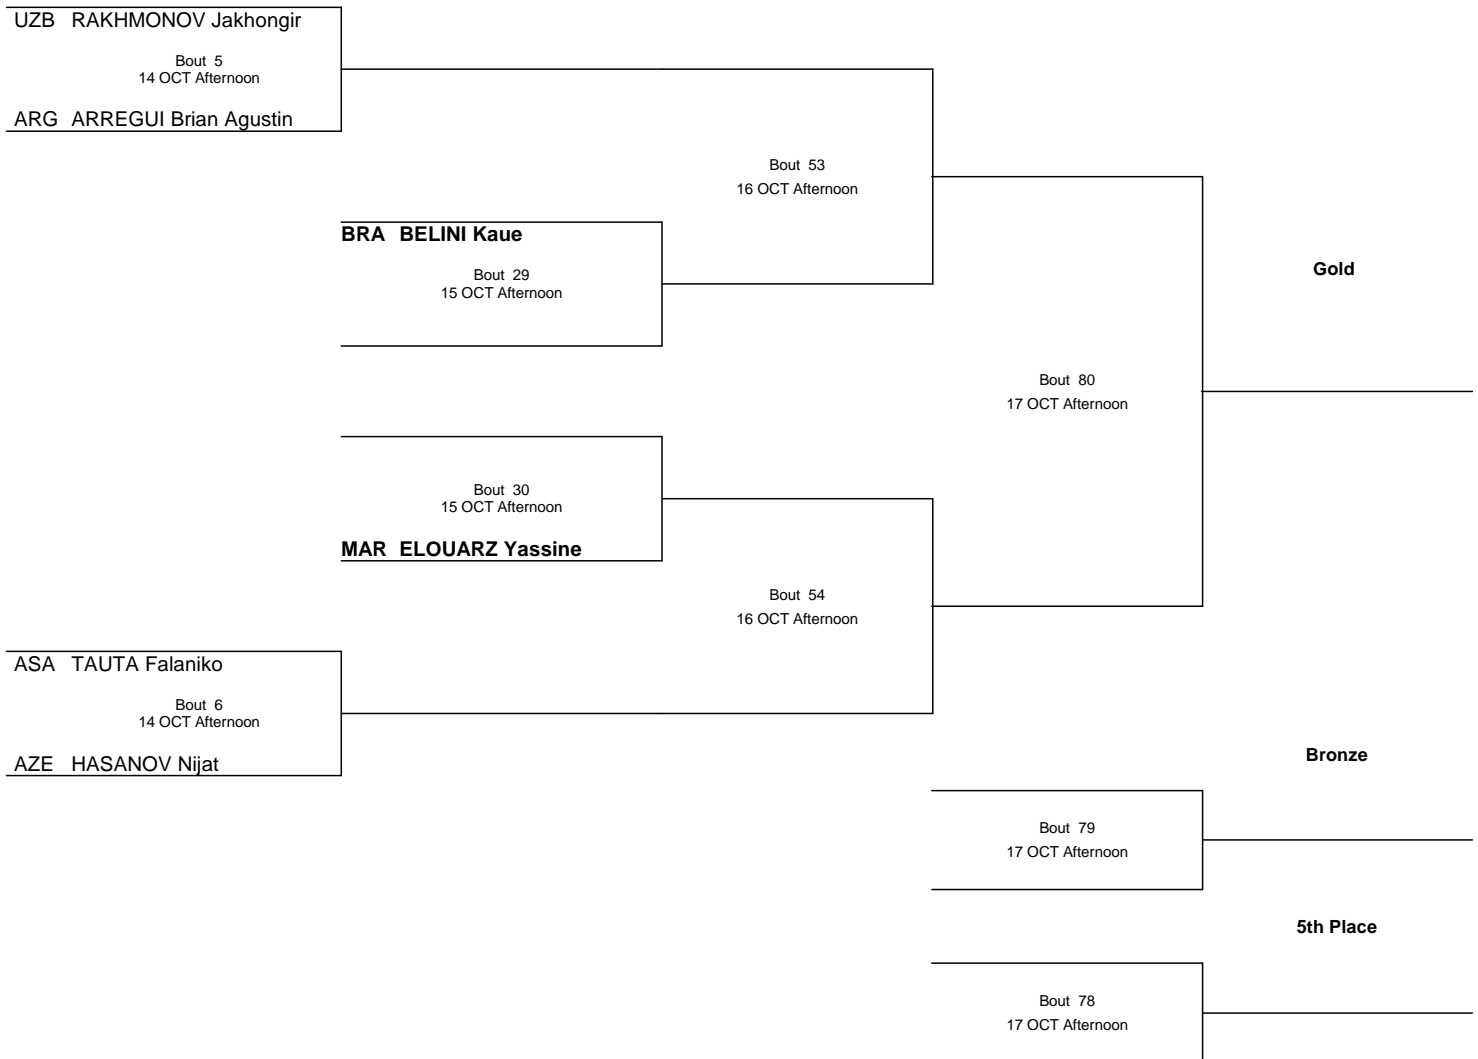 UZB RAKHMONOV Jakhongir
Bout 5
14 OCT Afternoon
ARG ARREGUI Brian Agustin
Bout 53
16 OCT Afternoon
BRA BELINI Kaue
Bout 29
15 OCT Afternoon
Gold
Bout 80
17 OCT Afternoon
Bout 30
15 OCT Afternoon
MAR ELOUARZ Yassine
Bout 54
16 OCT Afternoon
ASA TAUTA Falaniko
Bout 6
14 OCT Afternoon
AZE HASANOV Nijat
Bronze
Bout 79
17 OCT Afternoon
5th Place
Bout 78
17 OCT Afternoon